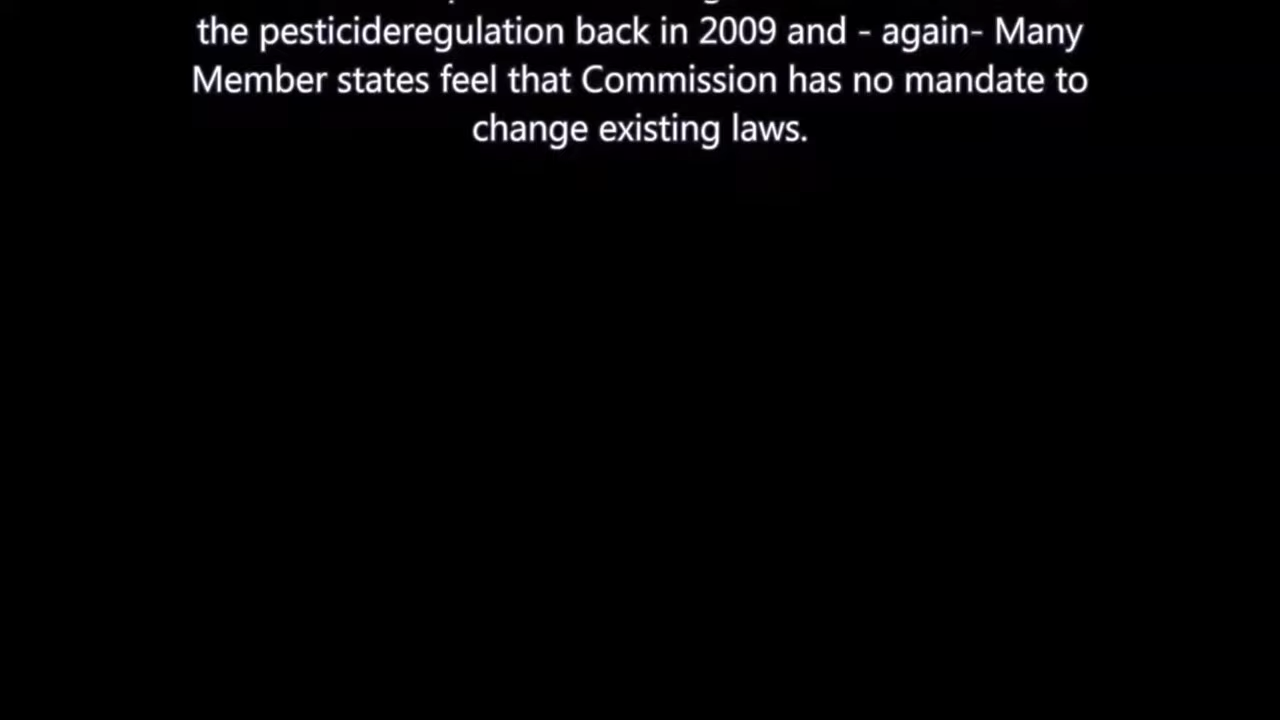 the pesticideregulation back in 2009 and - again- Many
Member states feel that Commission has no mandate to
change existing laws.